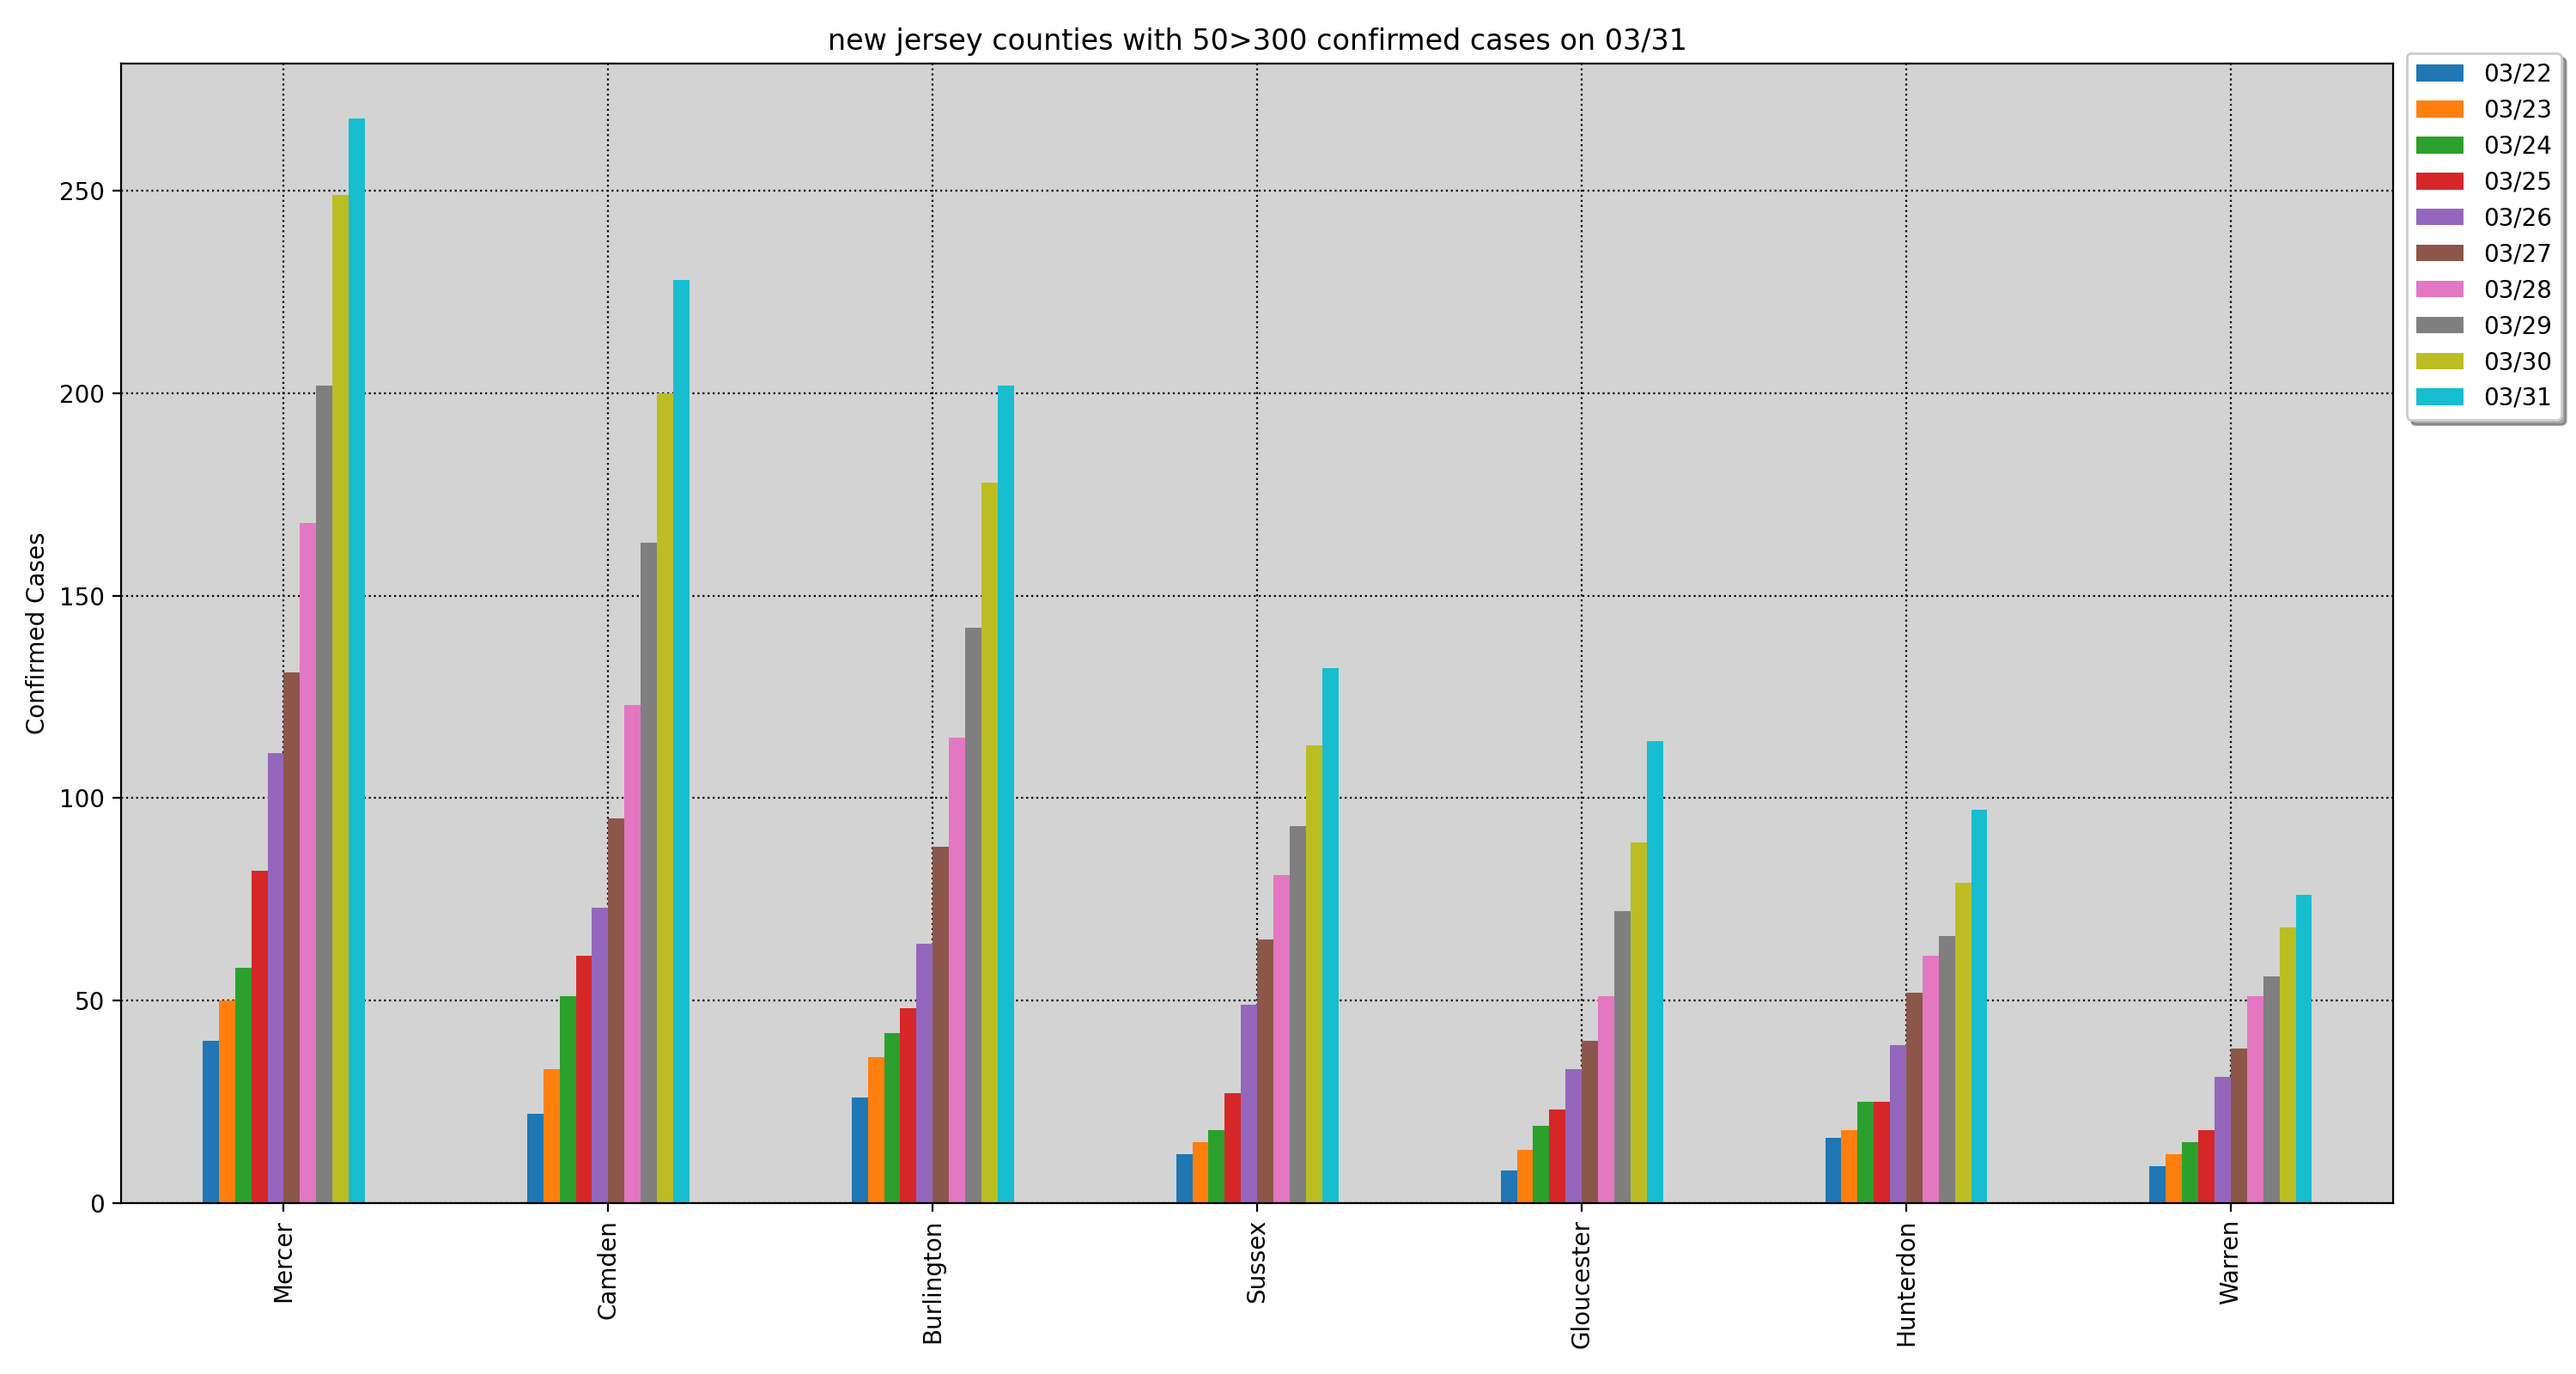 new jersey counties with 50>300 confirmed cases on 03/31
03/22
03/23
03/24
03/25
03/26
03/27
03/28
03/29
03/30
03/31
Confirmed Cases
250
200
150
100
50
0
Mercer
Camden
Burlington
Sussex
Gloucester
Hunterdon
Warren